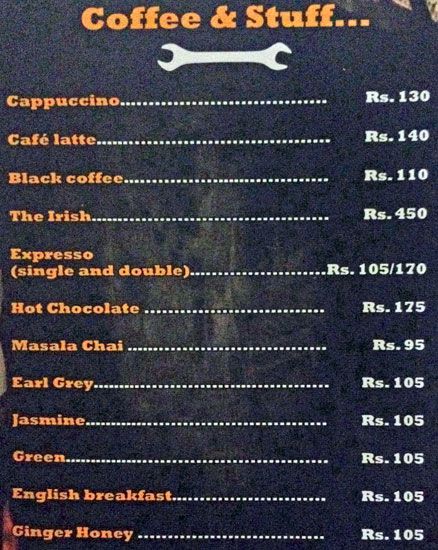 Coffee & Stuff...
Cappuccino.................................. Rs. 130
Café latte...................................... Rs. 140
Black coffee................................. Rs. 110
The Irish....................................... Rs. 450
Expresso
(single and double).......................Rs. 105/170
Hot Chocolate .............................. Rs. 175
Masala Chai ................................. Rs. 95
Earl Grey...................................... Rs. 105
Jasmine........................................ Rs. 105
Green........................................... Rs. 105
English breakfast......................... Rs. 105
Ginger Honey ............................... Rs. 105